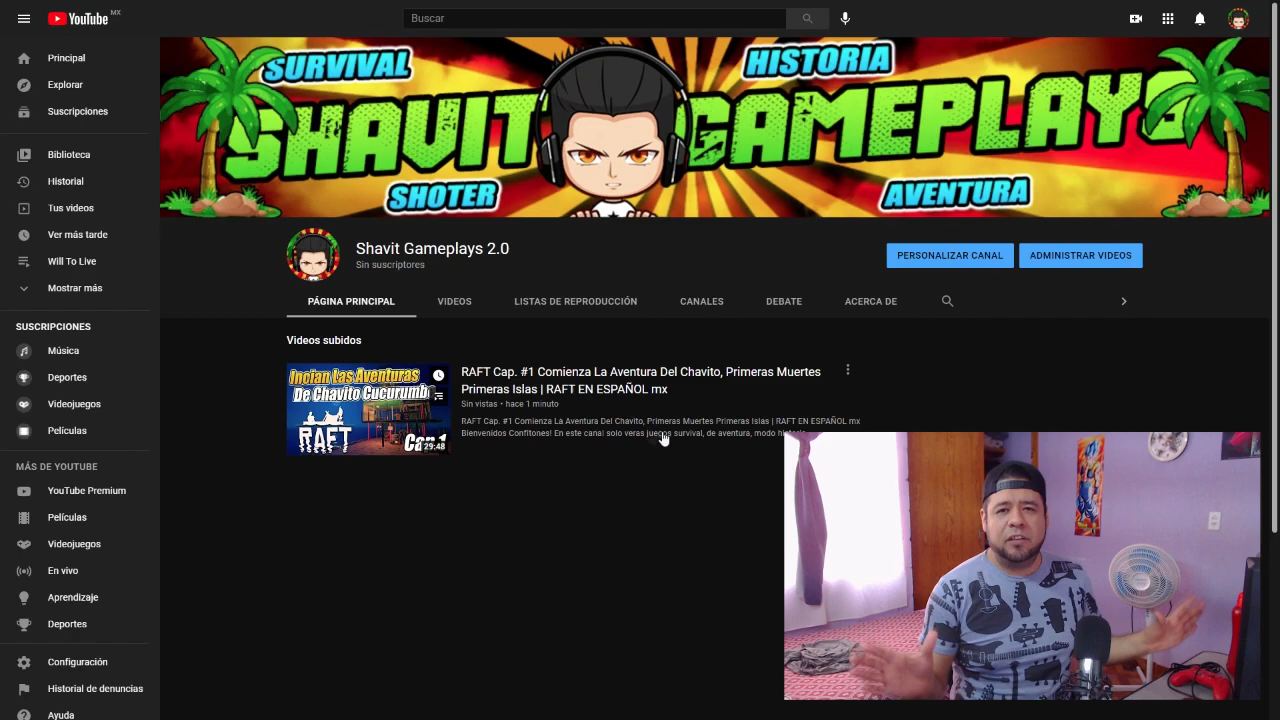 YouTube MX
Buscar
Principal
Explorar
Suscripciones
Biblioteca
Historial
Tus videos
Ver más tarde
Will To Live
Mostrar más
SUSCRIPCIONES
Música
Deportes
Videojuegos
Películas
MÁS DE YOUTUBE
YouTube Premium
Películas
Videojuegos
En vivo
Aprendizaje
Deportes
Configuración
Historial de denuncias
Ayuda
SURVIVAL
HISTORIA
SHAVIT GAMEPLAYS
SHOTER
AVENTURA
Shavit Gameplays 2.0
Sin suscriptores
PERSONALIZAR CANAL
ADMINISTRAR VIDEOS
PÁGINA PRINCIPAL
VIDEOS
LISTAS DE REPRODUCCIÓN
CANALES
DEBATE
ACERCA DE
Videos subidos
Incian Las Aventuras
De Chavito Cucurumb
RAFT
Cap 1
29:48
RAFT Cap. #1 Comienza La Aventura Del Chavito, Primeras Muertes
Primeras Islas | RAFT EN ESPAÑOL mx
Sin vistas • hace 1 minuto
RAFT Cap. #1 Comienza La Aventura Del Chavito, Primeras Muertes Primeras Islas | RAFT EN ESPAÑOL mx
Bienvenidos Confitones! En este canal solo veras juegos survival, de aventura, modo